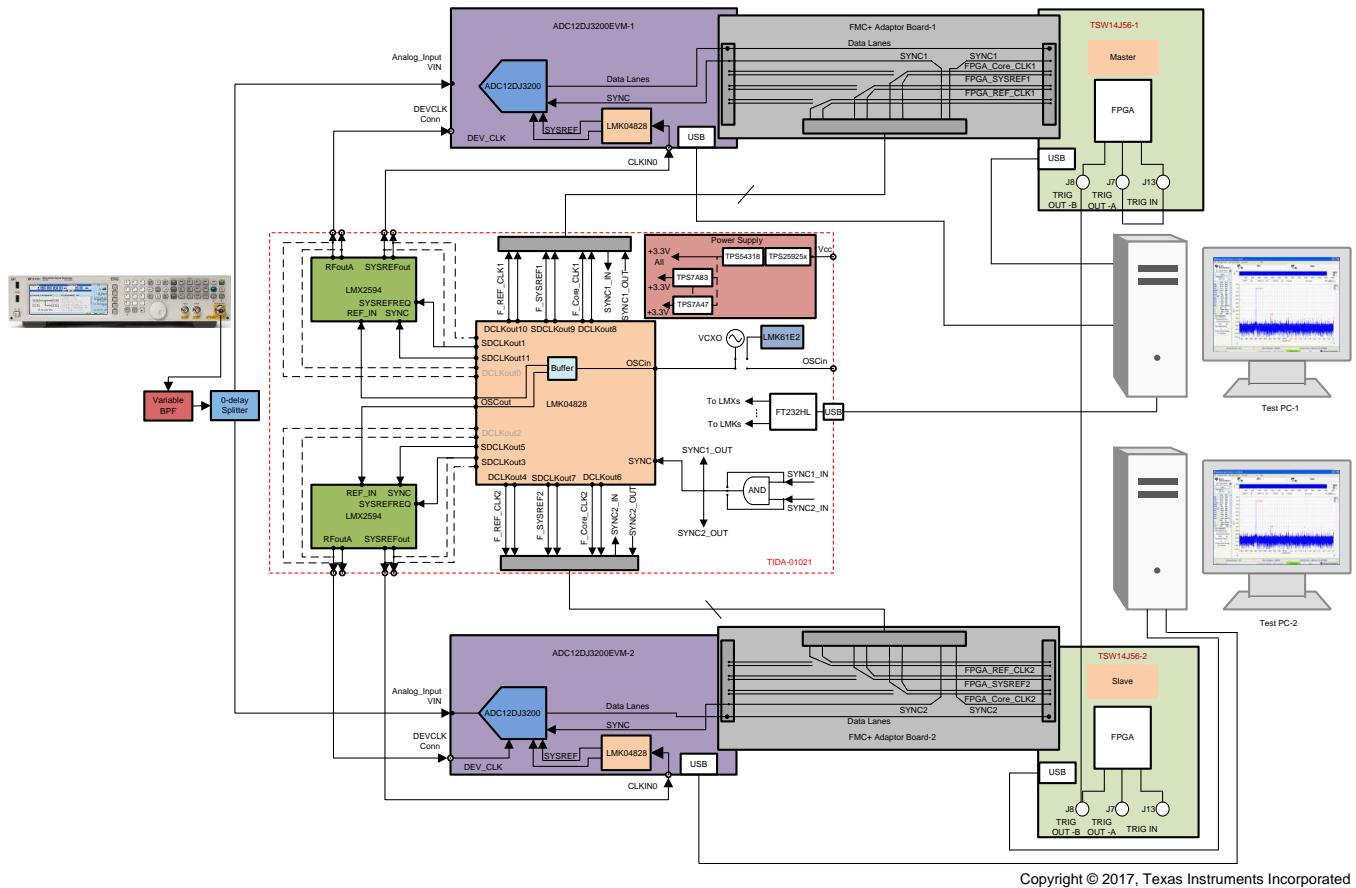 ADC12DJ3200EVM-1
Analog_Input
VIN
ADC12DJ3200
Data Lanes
SYNC
DEVCLK
Conn
DEV_CLK
SYSREF
LMK04828
USB
CLKIN0
FMC+ Adaptor Board-1
Data Lanes
SYNC1
SYNC1
FPGA_Core_CLK1
FPGA_SYSREF1
FPGA_REF_CLK1
TSW14J56-1
Master
FPGA
USB
J8
J7
J13
TRIG
OUT -B
TRIG
OUT -A
TRIG IN
RFoutA
SYSREFout
LMX2594
SYSREFREQ
REF_IN
SYNC
F_REF_CLK1
F_SYSREF1
F_Core_CLK1
SYNC1_IN
SYNC1_OUT
Power Supply
+3.3V
All
TPS54318
TPS25925x
Vcc
TPS7A83
+3.3V
TPS7A47
+3.3V
DCLKout10
SDCLKout9
DCLKout8
SDCLKout1
SDCLKout11
DCLKout0
Buffer
OSCin
OSCout
LMK04828
VCXO
LMK61E2
OSCin
To LMXs
To LMKs
FT232HL
USB
DCLKout2
SDCLKout5
SDCLKout3
SYNC
DCLKout4
SDCLKout7
DCLKout6
SYNC1_OUT
SYNC1_IN
AND
SYNC2_IN
SYNC2_OUT
Variable
BPF
0-delay
Splitter
REF_IN
SYNC
SYSREFREQ
LMX2594
RFoutA
SYSREFout
F_REF_CLK2
F_SYSREF2
F_Core_CLK2
SYNC2_IN
SYNC2_OUT
TIDA-01021
Test PC-1
Test PC-2
ADC12DJ3200EVM-2
Analog_Input
VIN
ADC12DJ3200
Data Lanes
SYNC
DEVCLK
Conn
DEV_CLK
SYSREF
LMK04828
USB
CLKIN0
FPGA_REF_CLK2
FPGA_SYSREF2
FPGA_Core_CLK2
SYNC2
SYNC2
Data Lanes
FMC+ Adaptor Board-2
TSW14J56-2
Slave
FPGA
USB
J8
J7
J13
TRIG
OUT -B
TRIG
OUT -A
TRIG IN
Copyright © 2017, Texas Instruments Incorporated